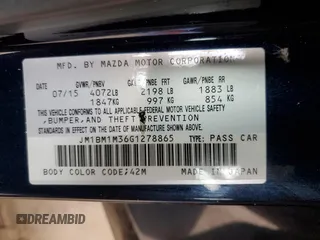 MFD. BY MAZDA MOTOR CORPORATION
GVWR/PNBV GAWR/PNBE FRT GAWR/PNBE RR
07/15 4072LB 2198 LB 1883 LB
1847KG 997 KG 854 KG
THIS VEHICLE CONFORMS TO ALL APPLICABLE
FEDERAL MOTOR VEHICLE SAFETY
BUMPER, AND THEFT PREVENTION
STANDARDS IN EFFECT ON THE DATE OF
MANUFACTURE SHOWN ABOVE.
JM1BM1M36G1278865 TYPE: PASS CAR
BODY COLOR CODE;42M MADE IN JAPAN
DREAMBID